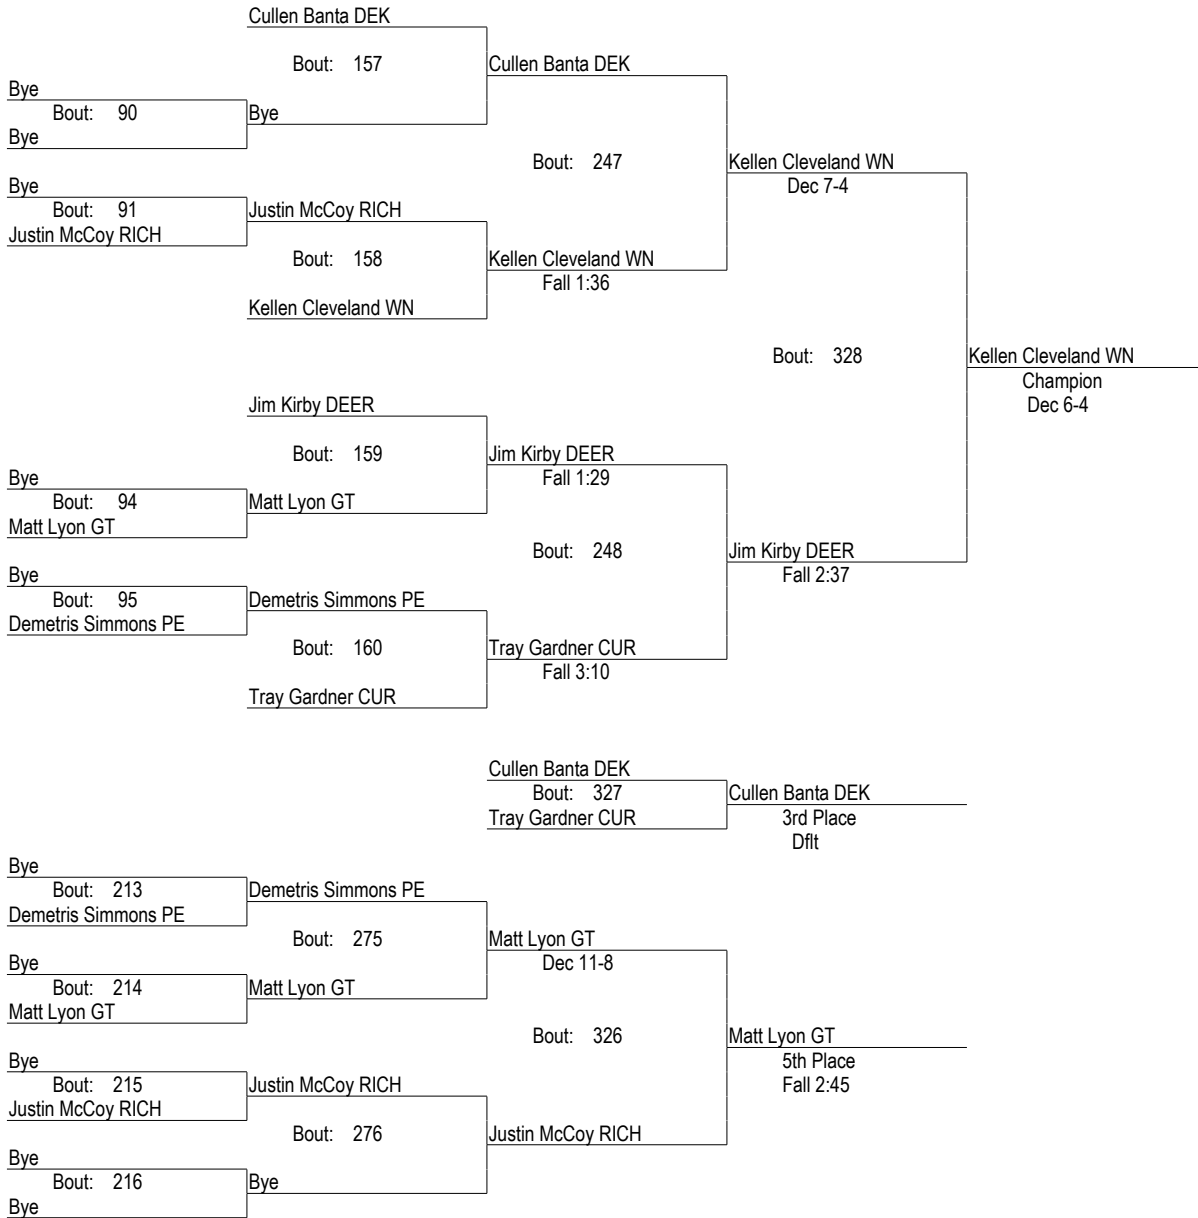 Cullen Banta DEK
Bout: 157
Cullen Banta DEK
Bye
Bout: 90
Bye
Bye
Bout: 247
Kellen Cleveland WN
Dec 7-4
Bye
Bout: 91
Justin McCoy RICH
Justin McCoy RICH
Bout: 158
Kellen Cleveland WN
Fall 1:36
Kellen Cleveland WN
Bout: 328
Kellen Cleveland WN
Champion
Dec 6-4
Jim Kirby DEER
Bout: 159
Jim Kirby DEER
Fall 1:29
Bye
Bout: 94
Matt Lyon GT
Matt Lyon GT
Bout: 248
Jim Kirby DEER
Fall 2:37
Bye
Bout: 95
Demetris Simmons PE
Demetris Simmons PE
Bout: 160
Tray Gardner CUR
Fall 3:10
Tray Gardner CUR
Cullen Banta DEK
Bout: 327
Cullen Banta DEK
Tray Gardner CUR
3rd Place
Dflt
Bye
Bout: 213
Demetris Simmons PE
Demetris Simmons PE
Bout: 275
Matt Lyon GT
Dec 11-8
Bye
Bout: 214
Matt Lyon GT
Matt Lyon GT
Bout: 326
Matt Lyon GT
5th Place
Fall 2:45
Bye
Bout: 215
Justin McCoy RICH
Justin McCoy RICH
Bout: 276
Justin McCoy RICH
Bye
Bout: 216
Bye
Bye